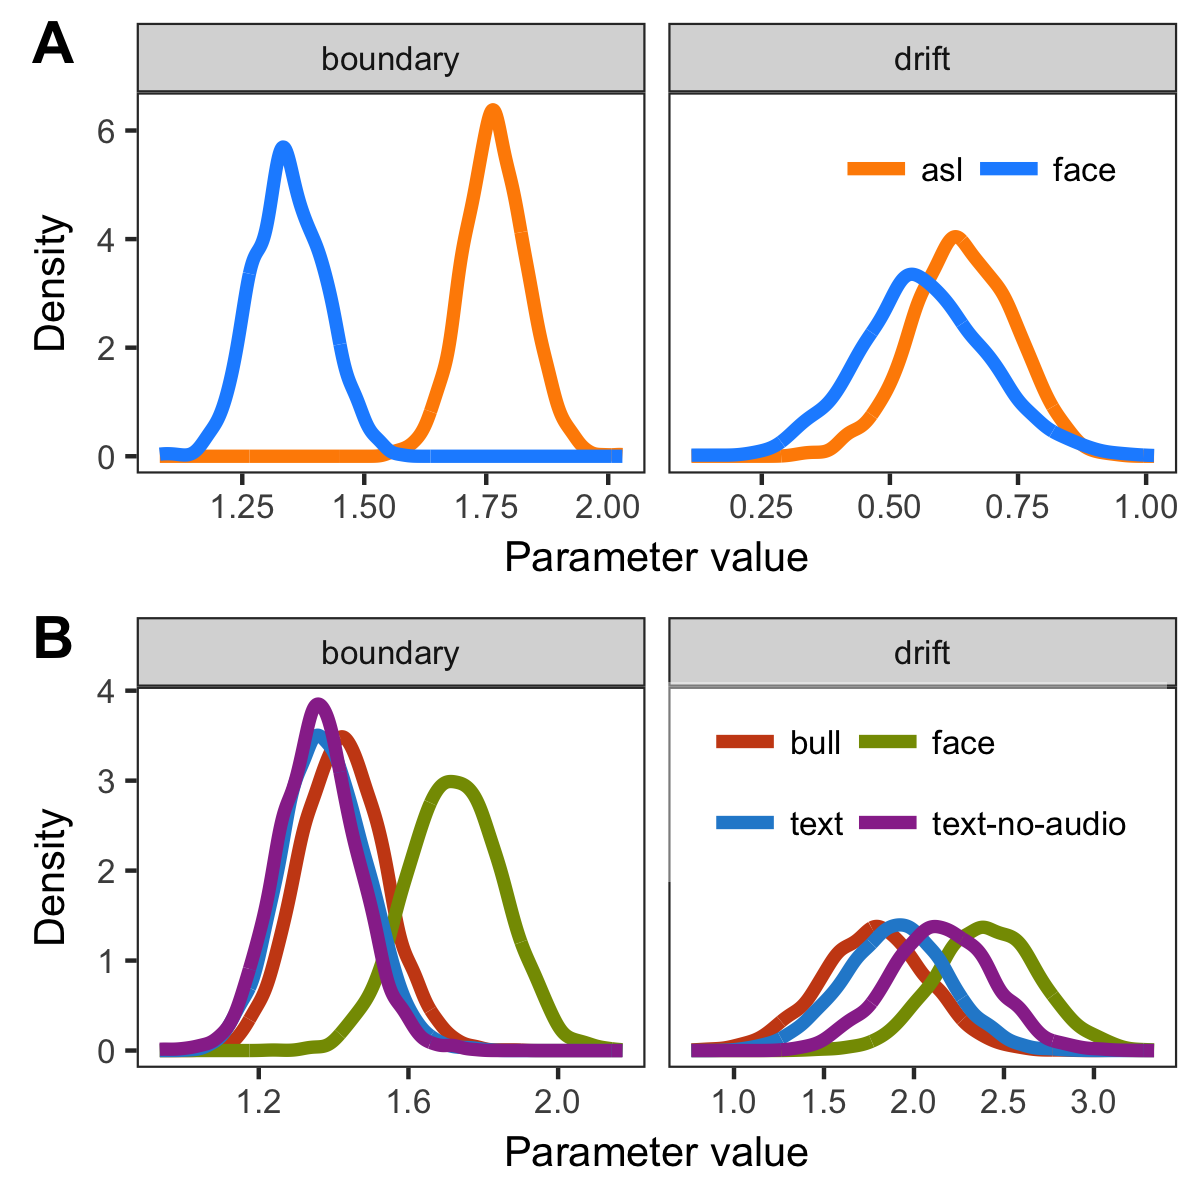 A
boundary
drift
6
4
2
0
Density
asl
face
1.25 1.50 1.75 2.00
0.25 0.50 0.75 1.00
Parameter value
B
boundary
drift
4
3
2
1
0
Density
bull
face
text
text-no-audio
1.2 1.6 2.0
1.0 1.5 2.0 2.5 3.0
Parameter value